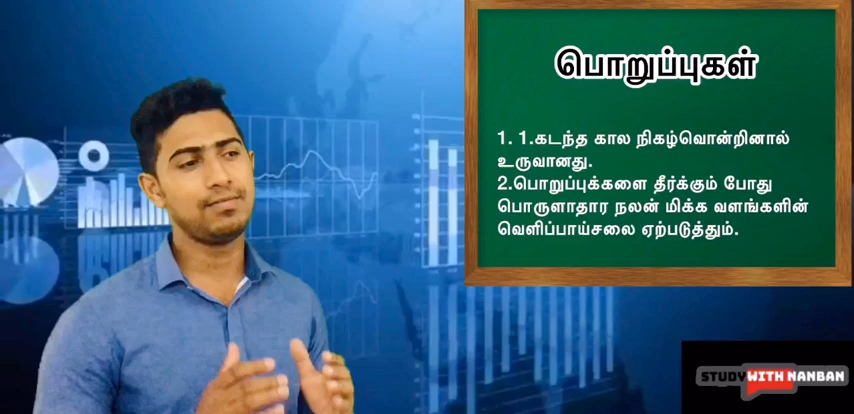 பொறுப்புகள்
1. 1.கடந்த கால நிகழ்வொன்றினால்
உருவானது.
2.பொறுப்புக்களை தீர்க்கும் போது
பொருளாதார நலன் மிக்க வளங்களின்
வெளிப்பாய்சலை ஏற்படுத்தும்.
STUDY WITH NANBAN